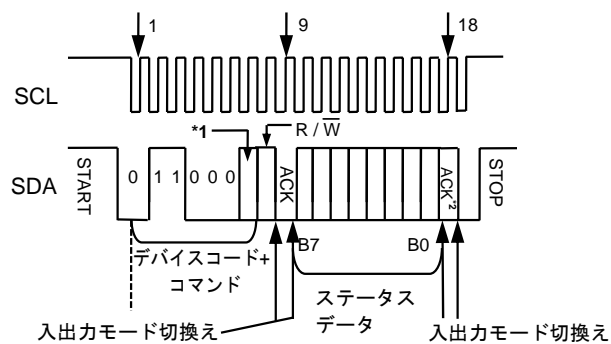 1 9 18
SCL
*1 R / W
SDA
START
0 1 1 0 0 0
ACK
ACK*2
STOP
B7 B0
デバイスコード+
コマンド
ステータス
データ
入出力モード切換え 入出力モード切換え